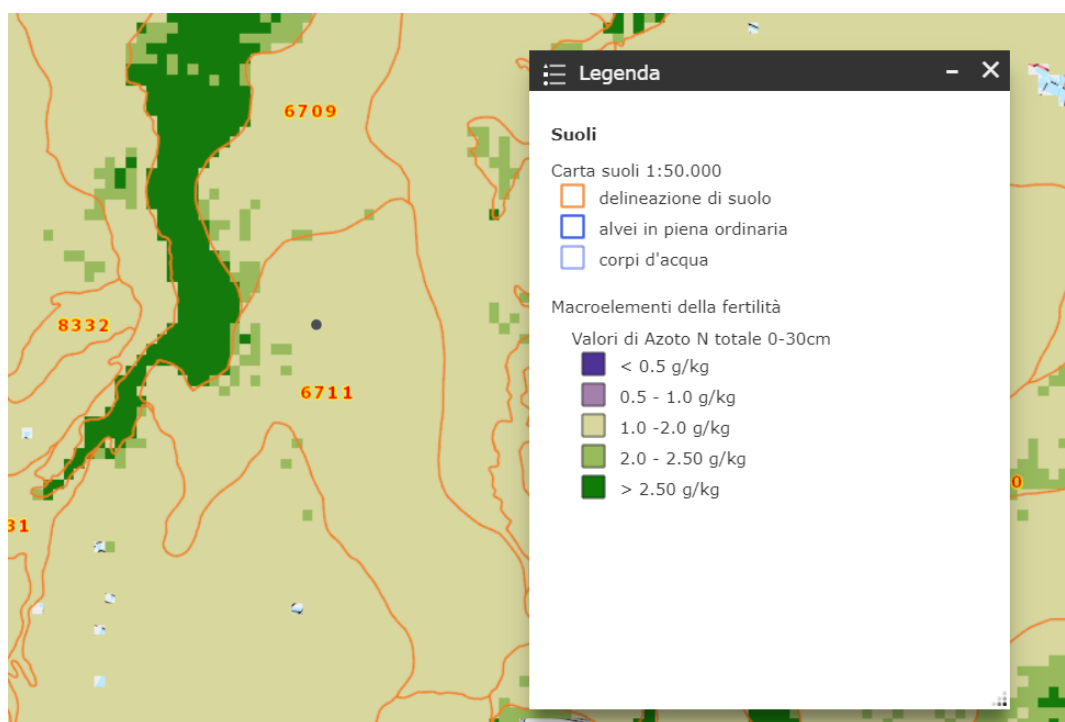 6709
8332
6711
31
0
Legenda
Suoli
Carta suoli 1:50.000
delineazione di suolo
alvei in piena ordinaria
corpi d'acqua
Macroelementi della fertilità
Valori di Azoto N totale 0-30cm
< 0.5 g/kg
0.5 - 1.0 g/kg
1.0 -2.0 g/kg
2.0 - 2.50 g/kg
> 2.50 g/kg